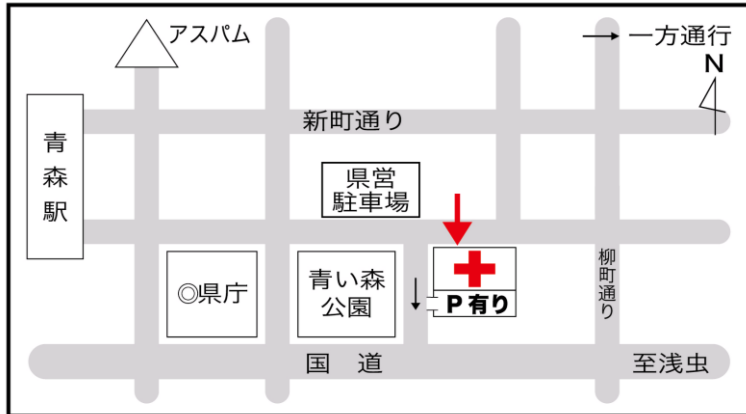 アスパム
→一方通行
N
新町通り
青森駅
県営
駐車場
◎県庁
青い森
公園
P有り
柳町通り
国　道
至浅虫